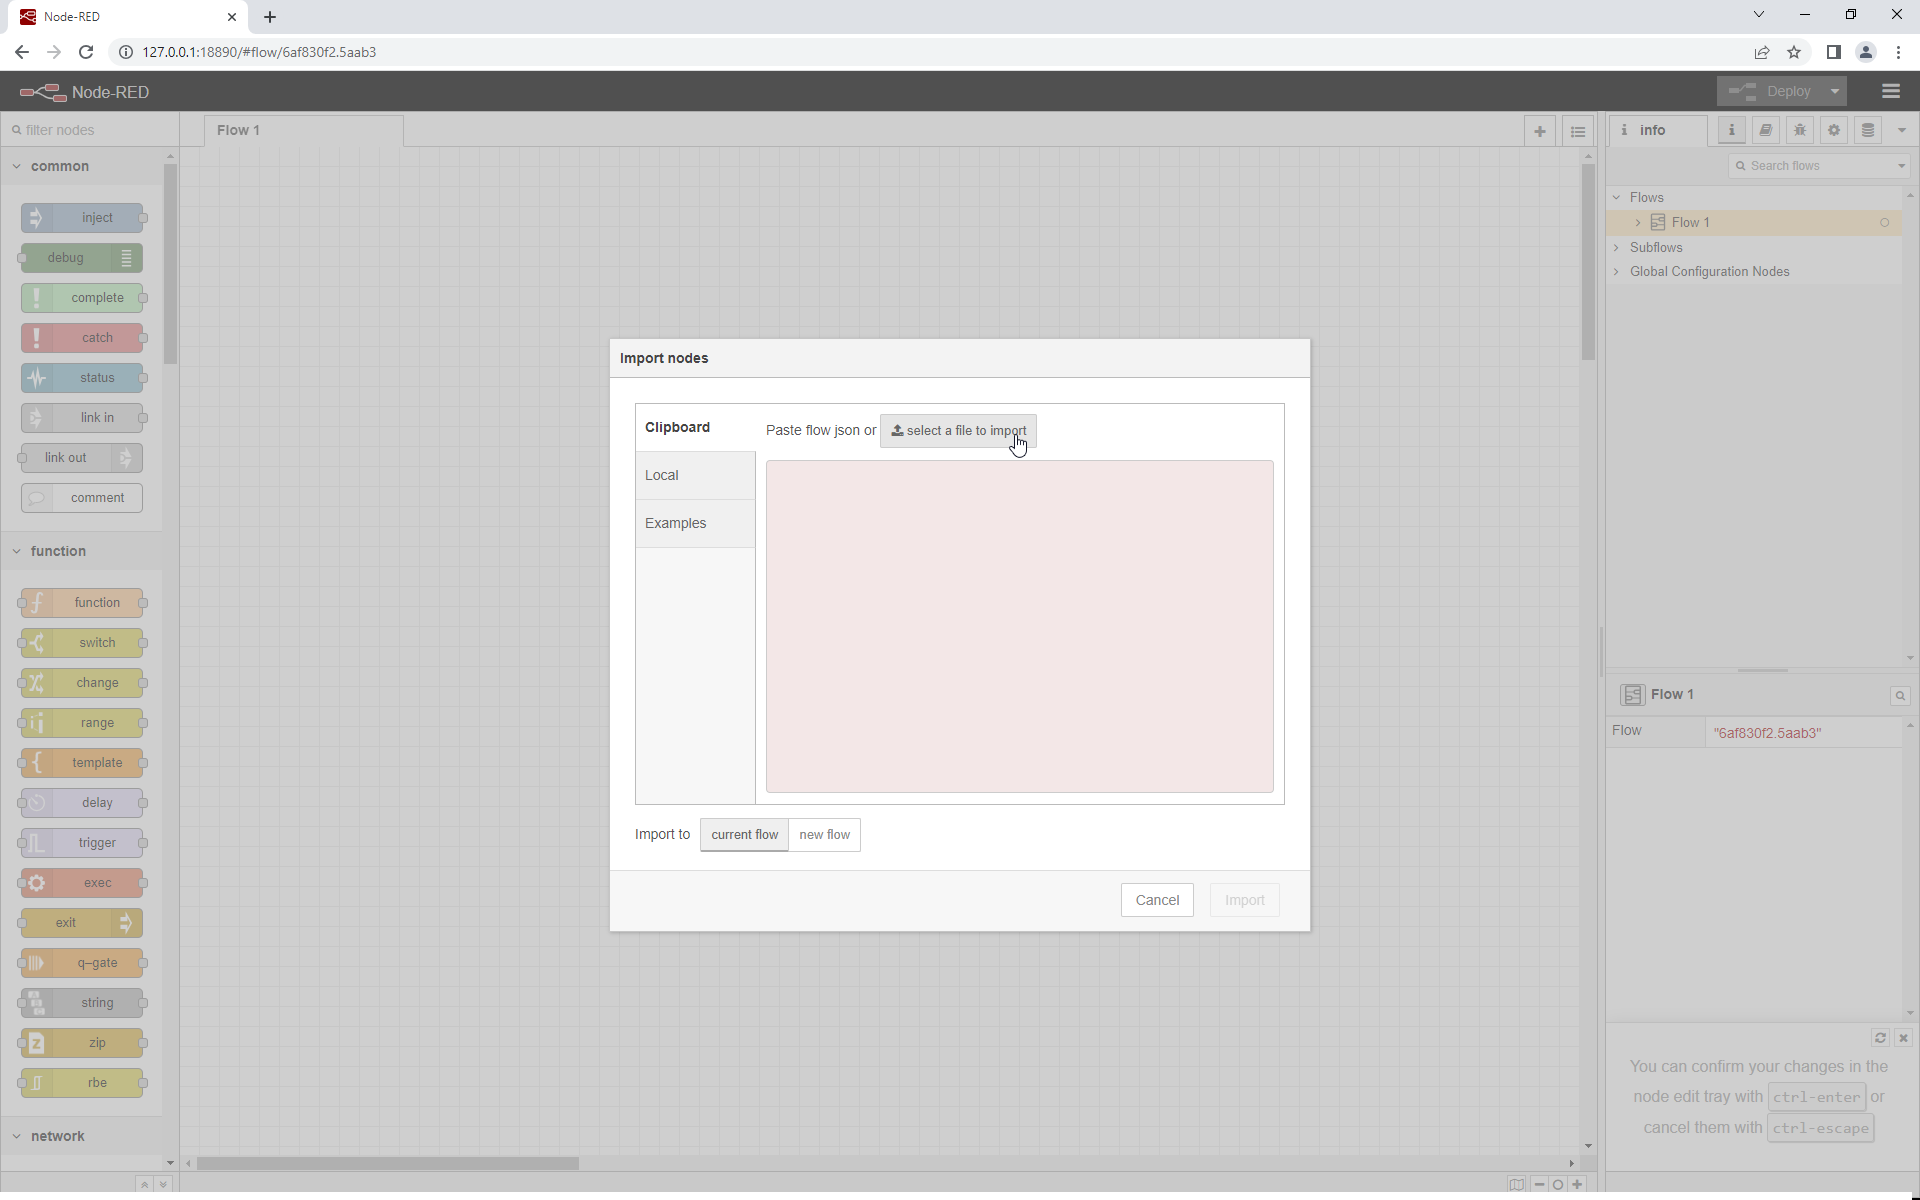 Node-RED
127.0.0.1:18890/#flow/6af830f2.5aab3
Node-RED
Deploy
filter nodes
Flow 1
info
Search flows
common
inject
debug
complete
catch
status
link in
link out
comment
function
function
switch
change
range
template
delay
trigger
exec
exit
q–gate
string
zip
rbe
network
Import nodes
Clipboard
Paste flow json or select a file to import
Local
Examples
Import to current flow new flow
Cancel Import
Flows
Flow 1
Subflows
Global Configuration Nodes
Flow 1
Flow "6af830f2.5aab3"
You can confirm your changes in the
node edit tray with ctrl-enter or
cancel them with ctrl-escape